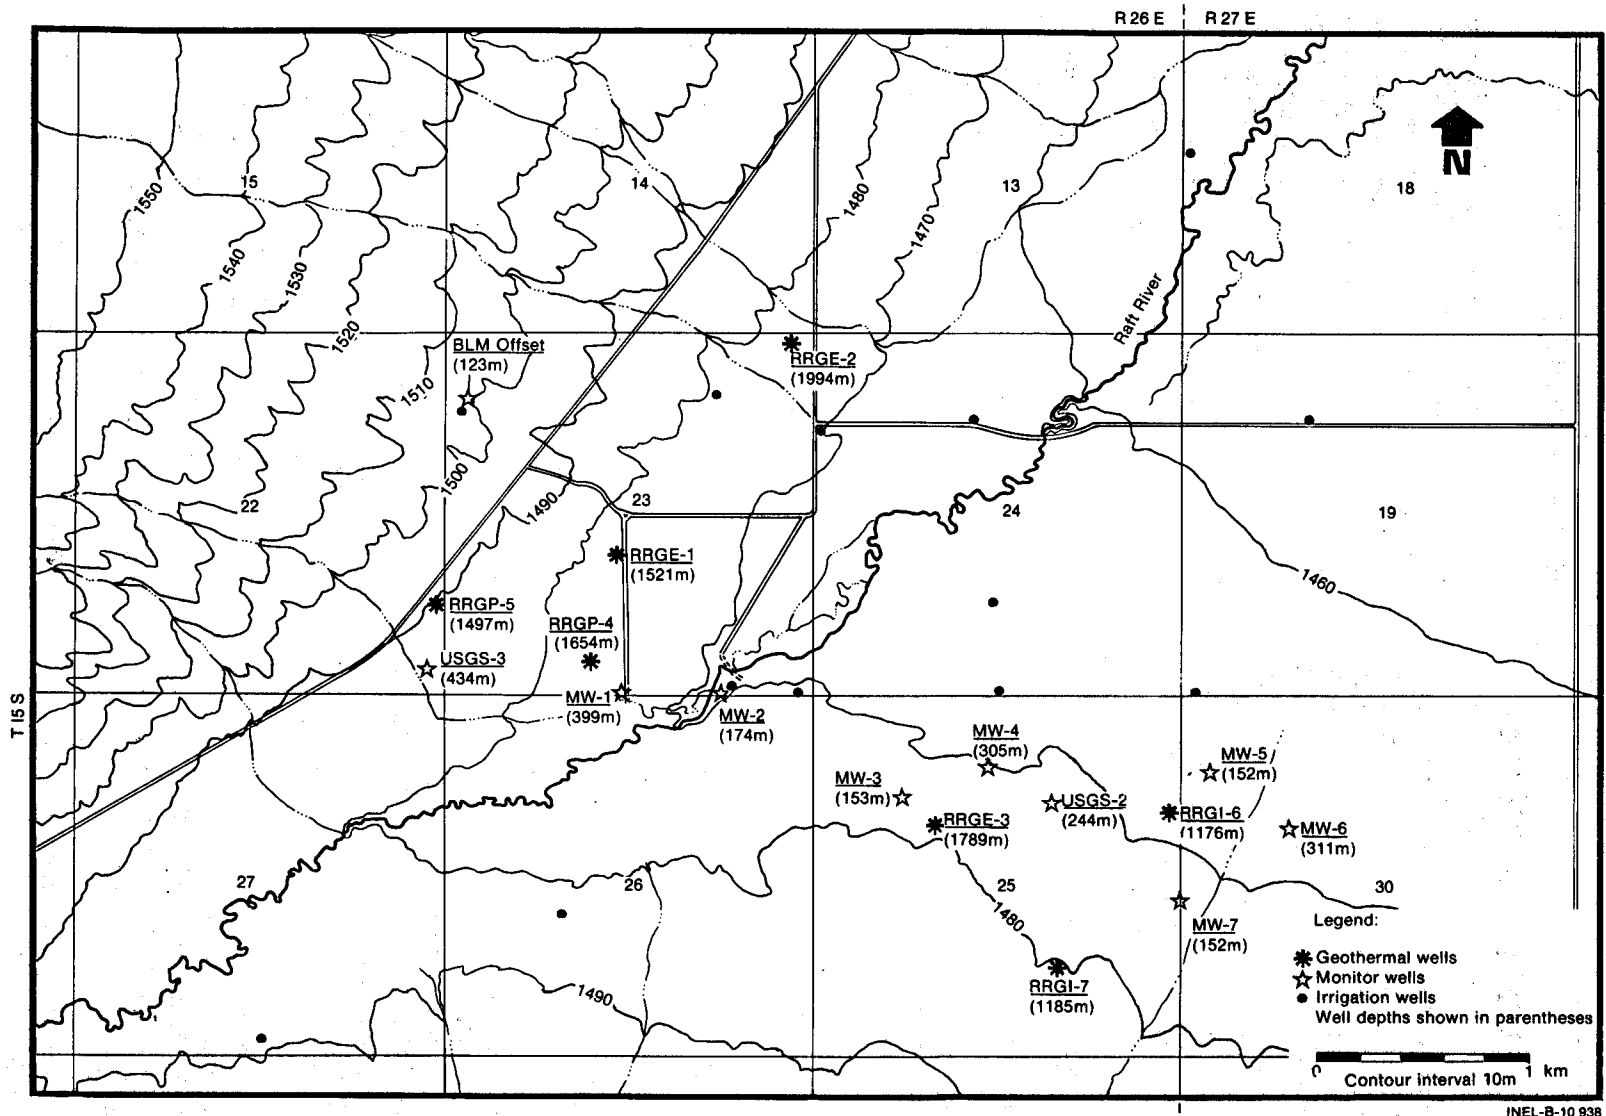 R 26 E R 27 E
N
15
14
13
18
1550
1540
1530
1520
1510
1500
1490
1480
1470
Raft River
BLM Offset
(123m)
RRGE-2
(1994m)
22
23
24
19
1460
RRGE-1
(1521m)
RRGP-5
(1497m)
RRGP-4
(1654m)
USGS-3
(434m)
MW-1
(399m)
MW-2
(174m)
T15 S
MW-4
(305m)
MW-5
(152m)
MW-3
(153m)
USGS-2
(244m)
RRGE-3
(1789m)
RRGI-6
(1176m)
MW-6
(311m)
27
26
25
30
1480
MW-7
(152m)
RRGI-7
(1185m)
1490
Legend:
Geothermal wells
Monitor wells
Irrigation wells
Well depths shown in parentheses
0 1 km
Contour interval 10m
INEL-B-10 938